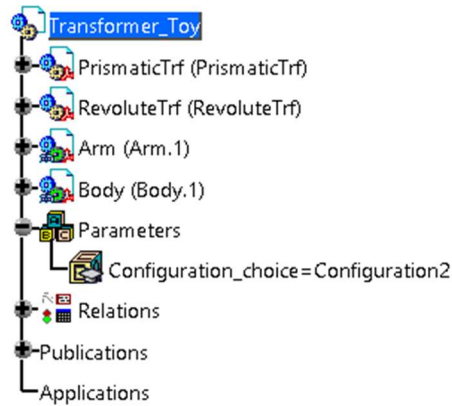 Transformer_Toy
PrismaticTrf (PrismaticTrf)
RevoluteTrf (RevoluteTrf)
Arm (Arm.1)
Body (Body.1)
Parameters
Configuration_choice=Configuration2
Relations
Publications
Applications